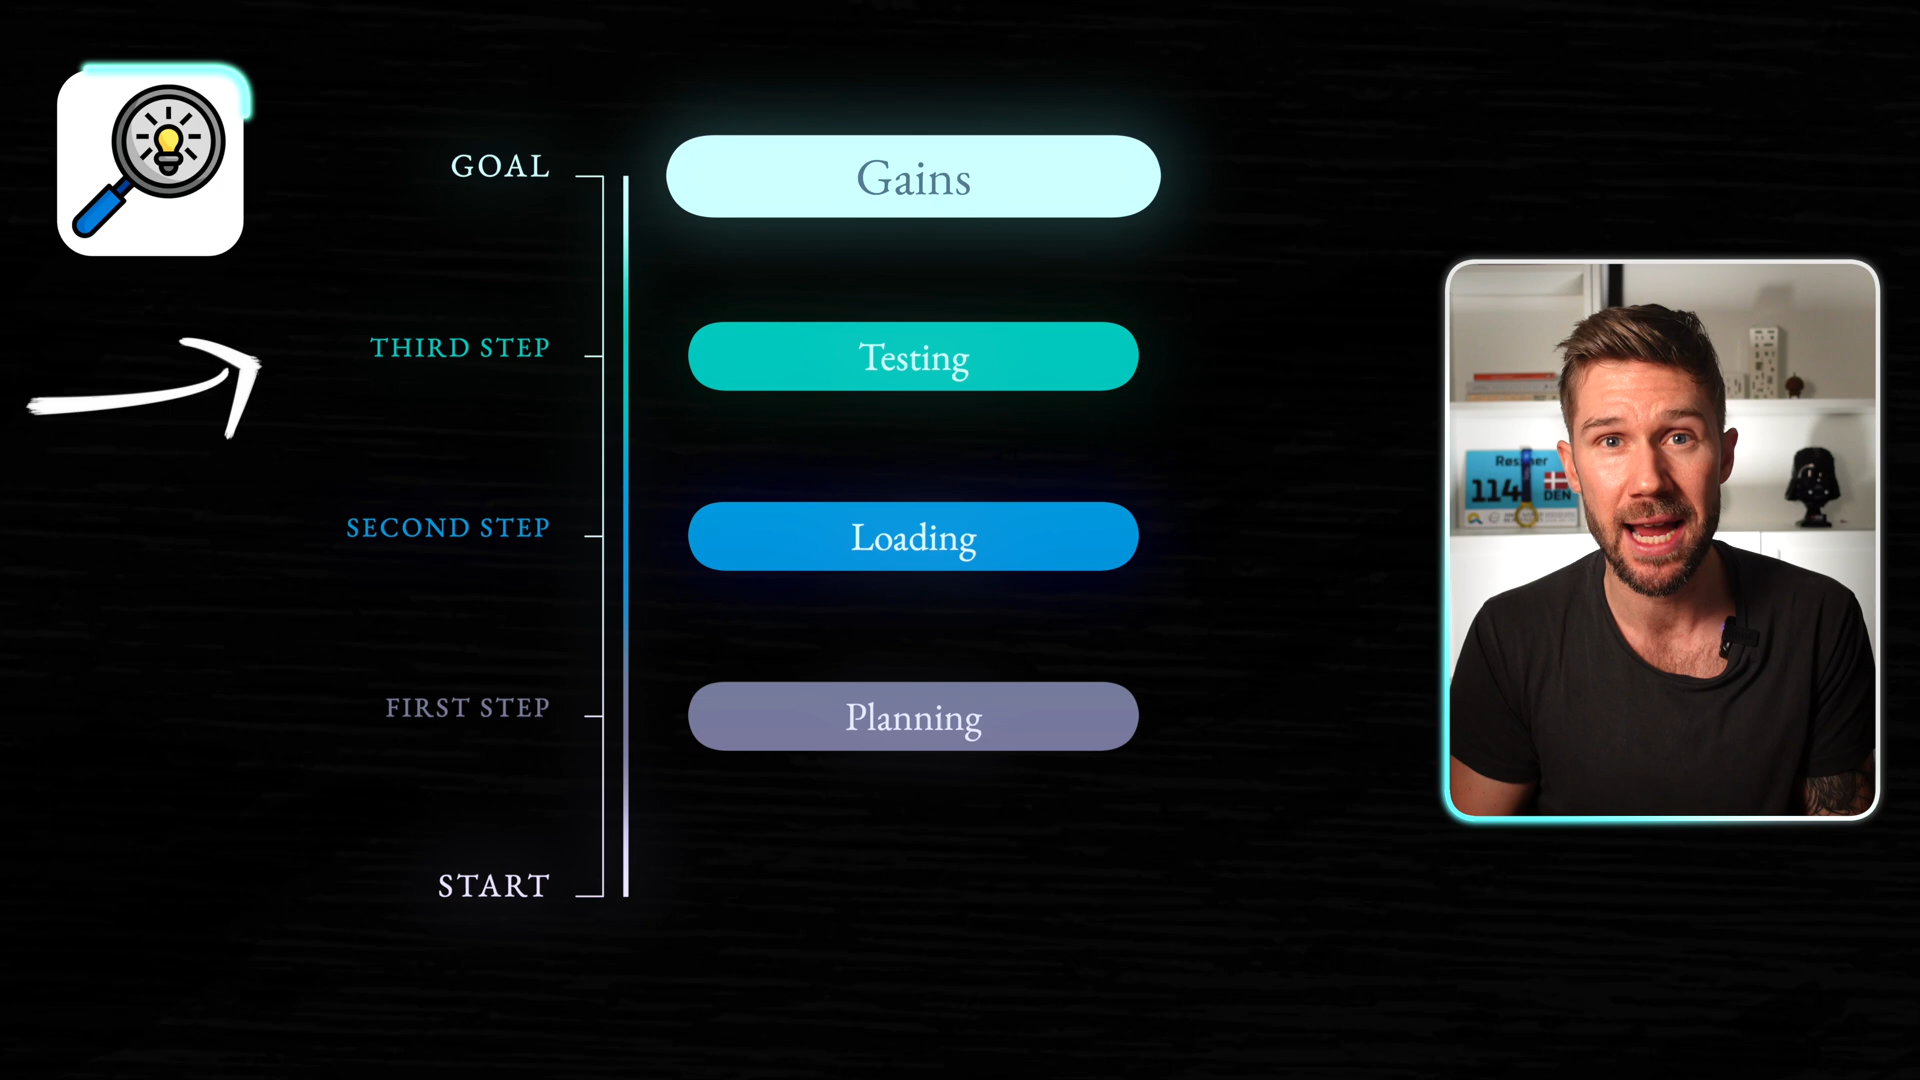 GOAL
Gains
THIRD STEP
Testing
SECOND STEP
Loading
FIRST STEP
Planning
START
114
DEN